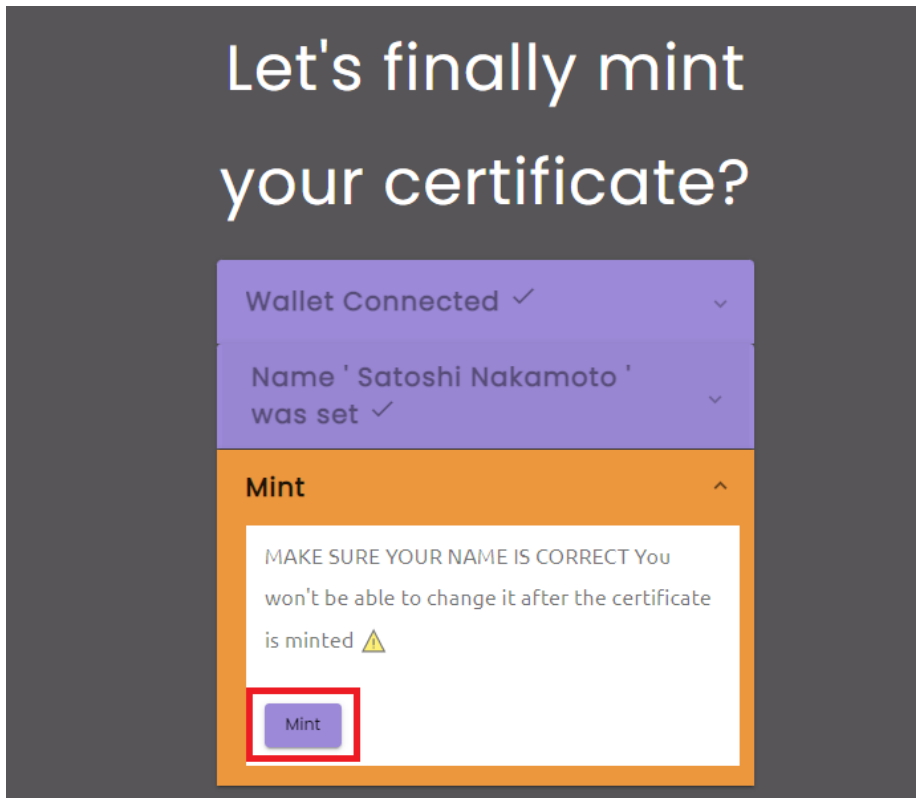 Let's finally mint
your certificate?
Wallet Connected ✓
Name ' Satoshi Nakamoto '
was set ✓
Mint
MAKE SURE YOUR NAME IS CORRECT You
won't be able to change it after the certificate
is minted ⚠
Mint